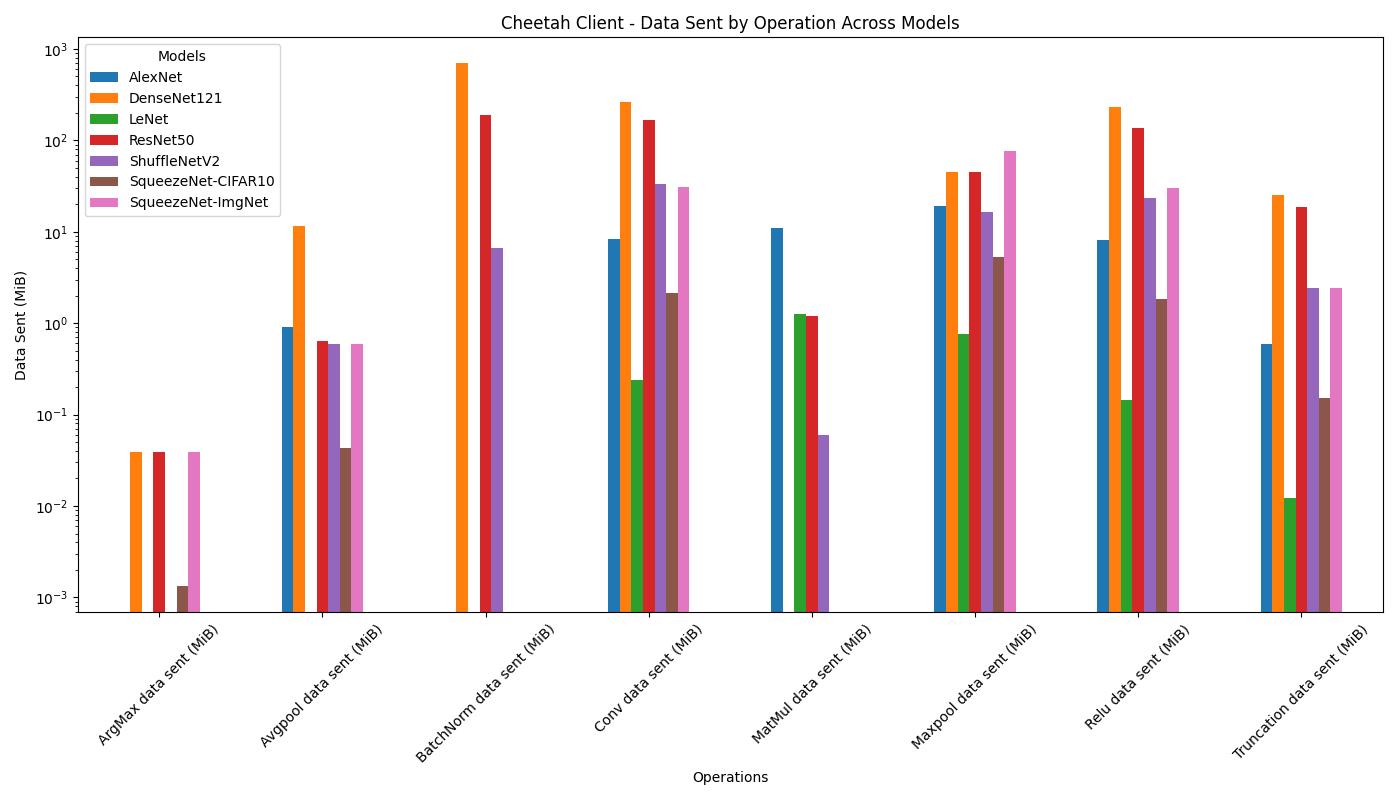 Cheetah Client - Data Sent by Operation Across Models
Models
AlexNet
DenseNet121
LeNet
ResNet50
ShuffleNetV2
SqueezeNet-CIFAR10
SqueezeNet-ImgNet
Data Sent (MiB)
10³
10²
10¹
10⁰
10⁻¹
10⁻²
10⁻³
ArgMax data sent (MiB)
Avgpool data sent (MiB)
BatchNorm data sent (MiB)
Conv data sent (MiB)
MatMul data sent (MiB)
Maxpool data sent (MiB)
Relu data sent (MiB)
Truncation data sent (MiB)
Operations